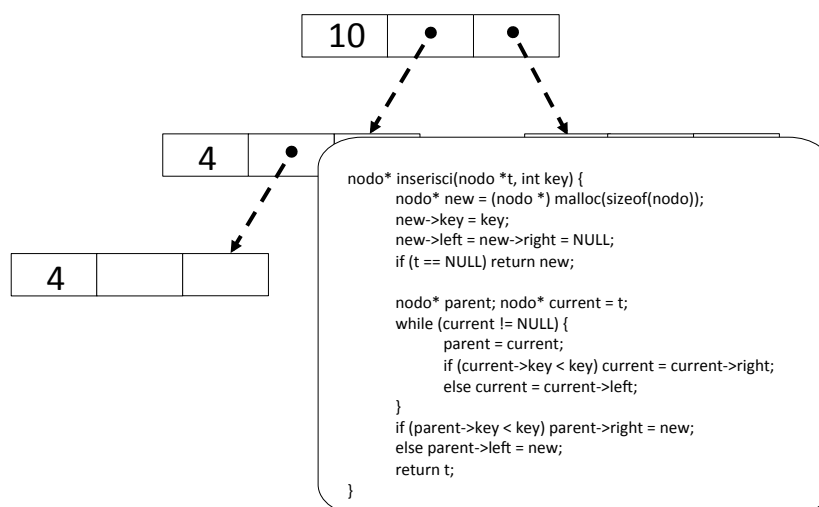 10
4
4
nodo* inserisci(nodo *t, int key) {
nodo* new = (nodo *) malloc(sizeof(nodo));
new->key = key;
new->left = new->right = NULL;
if (t == NULL) return new;
nodo* parent; nodo* current = t;
while (current != NULL) {
parent = current;
if (current->key < key) current = current->right;
else current = current->left;
}
if (parent->key < key) parent->right = new;
else parent->left = new;
return t;
}